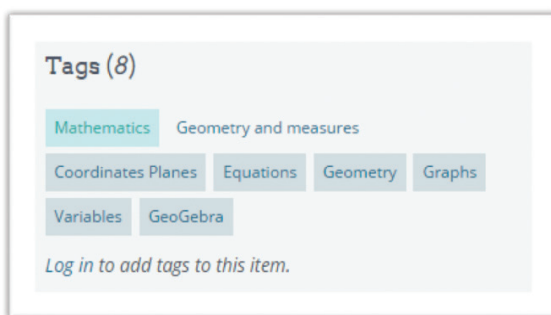 Tags (8)
Mathematics Geometry and measures
Coordinates Planes Equations Geometry Graphs
Variables GeoGebra
Log in to add tags to this item.